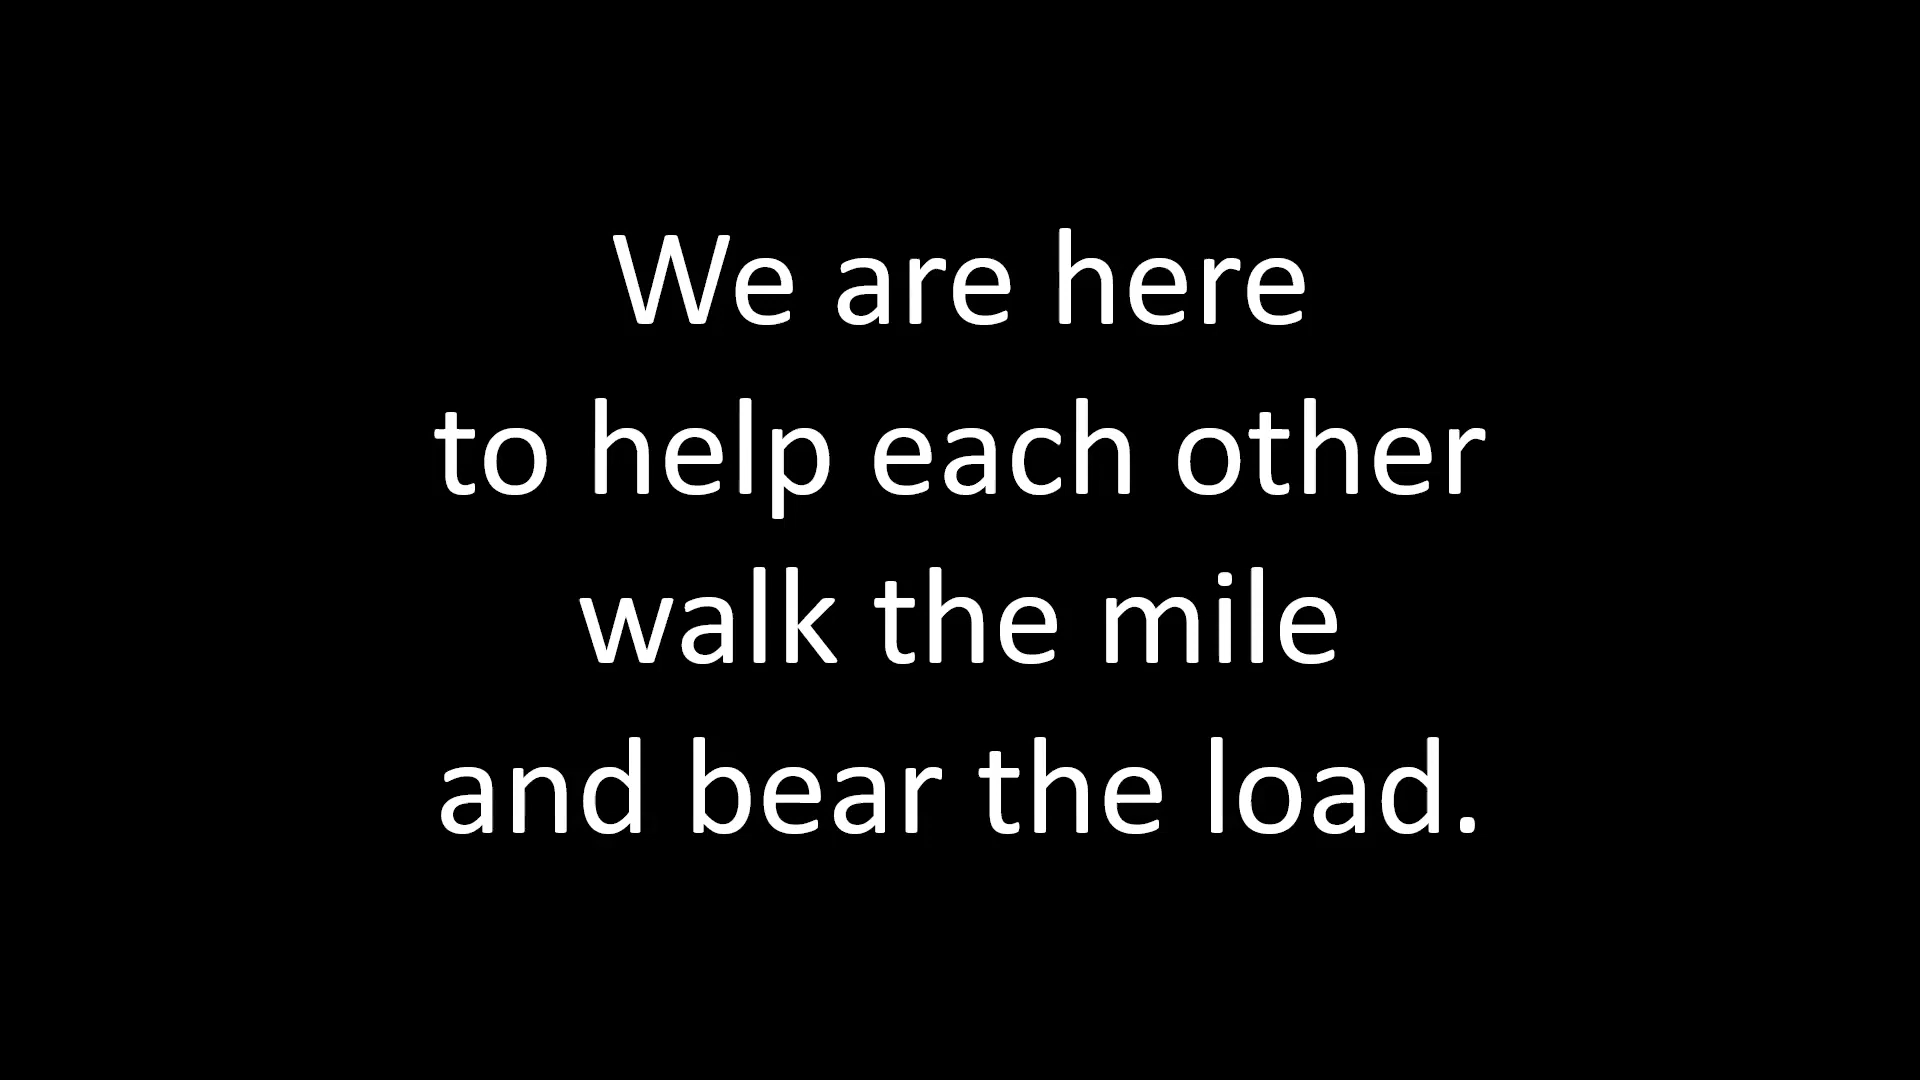 We are here
to help each other
walk the mile
and bear the load.